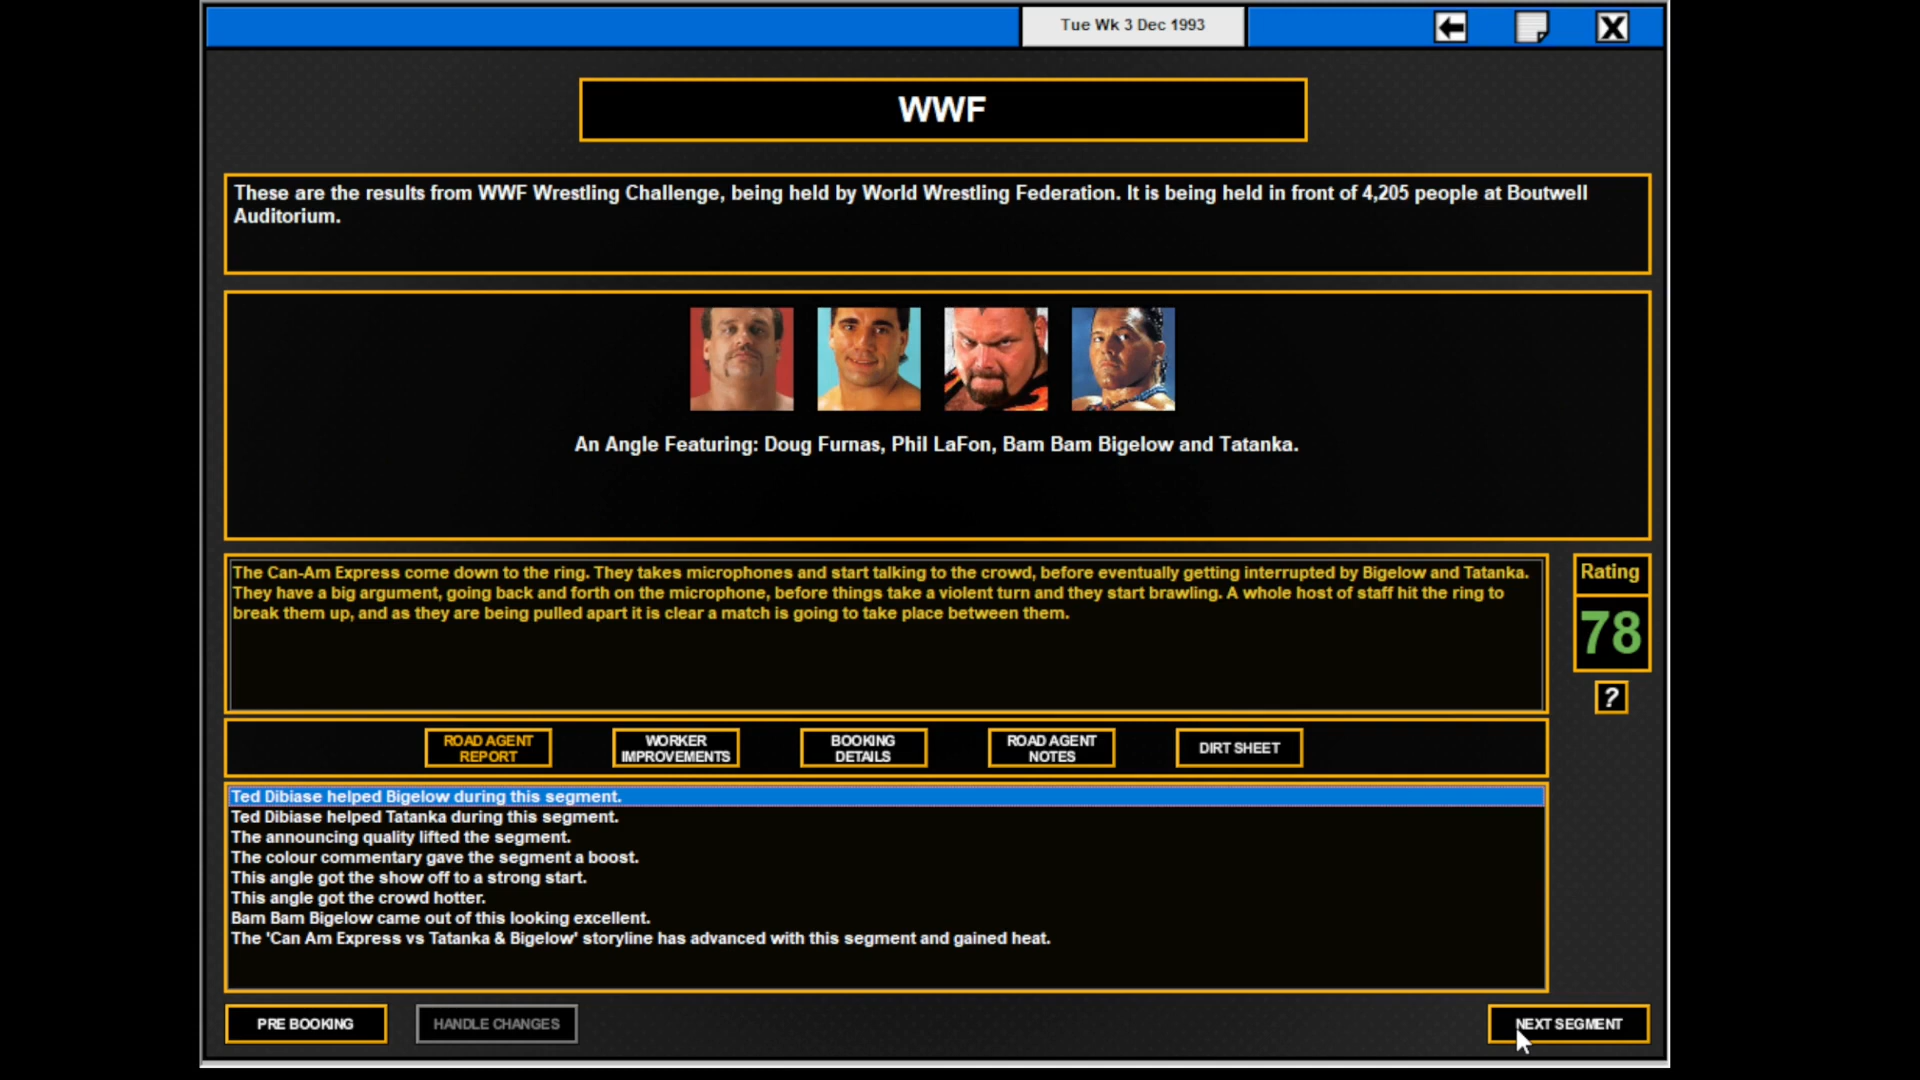 Tue Wk 3 Dec 1993
WWF
These are the results from WWF Wrestling Challenge, being held by World Wrestling Federation. It is being held in front of 4,205 people at Boutwell
Auditorium.
An Angle Featuring: Doug Furnas, Phil LaFon, Bam Bam Bigelow and Tatanka.
The Can-Am Express come down to the ring. They takes microphones and start talking to the crowd, before eventually getting interrupted by Bigelow and Tatanka.
They have a big argument, going back and forth on the microphone, before things take a violent turn and they start brawling. A whole host of staff hit the ring to
break them up, and as they are being pulled apart it is clear a match is going to take place between them.
Rating
78
?
ROAD AGENT
REPORT
WORKER
IMPROVEMENTS
BOOKING
DETAILS
ROAD AGENT
NOTES
DIRT SHEET
Ted Dibiase helped Bigelow during this segment.
Ted Dibiase helped Tatanka during this segment.
The announcing quality lifted the segment.
The colour commentary gave the segment a boost.
This angle got the show off to a strong start.
This angle got the crowd hotter.
Bam Bam Bigelow came out of this looking excellent.
The 'Can Am Express vs Tatanka & Bigelow' storyline has advanced with this segment and gained heat.
PRE BOOKING
HANDLE CHANGES
NEXT SEGMENT